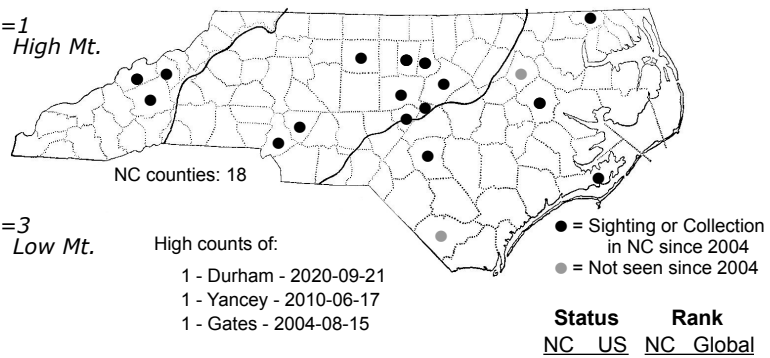 =1
High Mt.
NC counties: 18
=3
Low Mt.
High counts of:
1 - Durham - 2020-09-21
1 - Yancey - 2010-06-17
1 - Gates - 2004-08-15
= Sighting or Collection
in NC since 2004
= Not seen since 2004
Status Rank
NC US NC Global